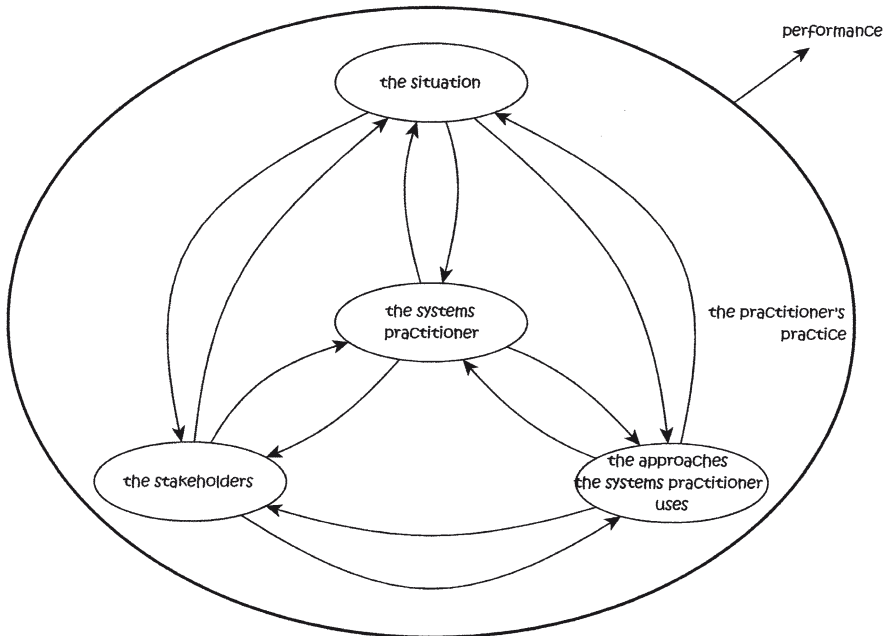 performance
the situation
the systems
practitioner
the practitioner's
practice
the stakeholders
the approaches
the systems practitioner
uses